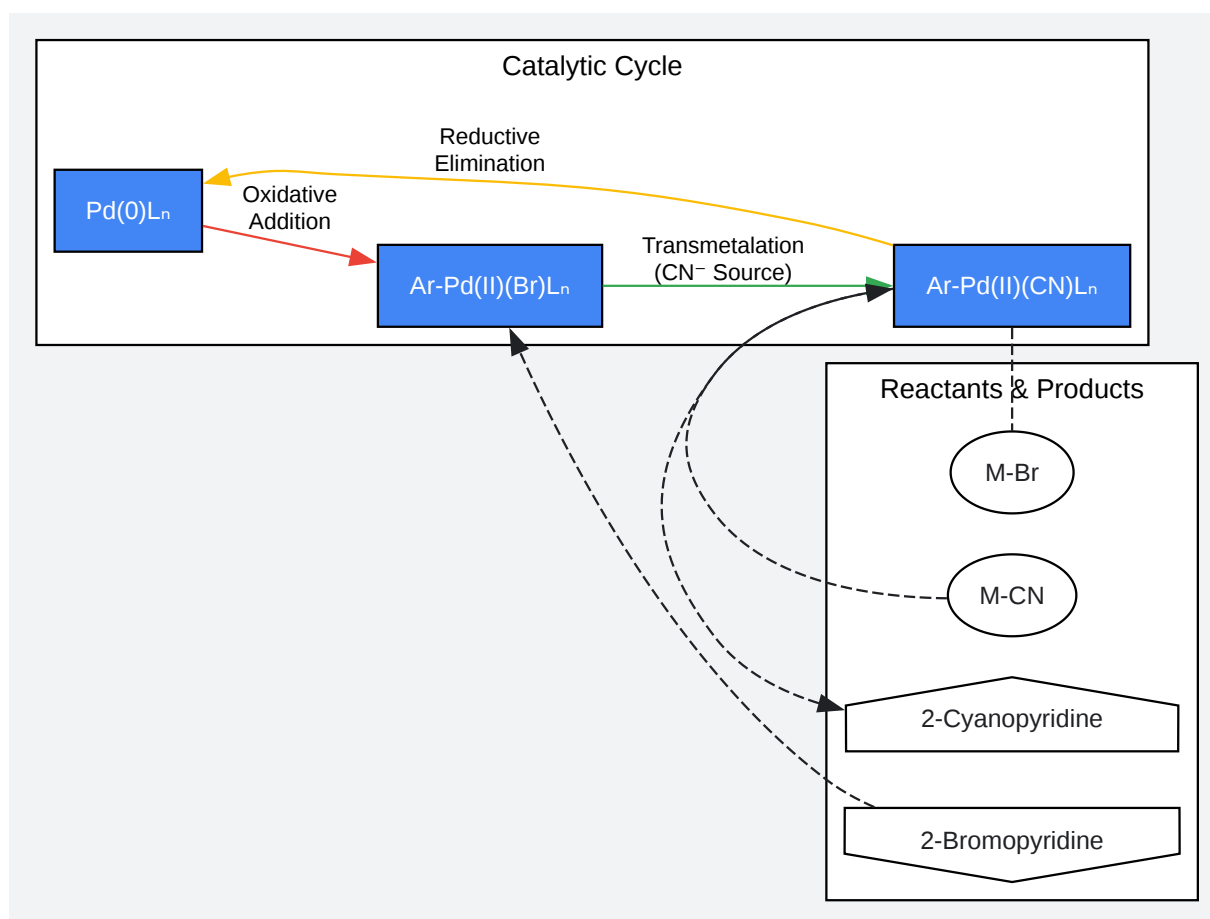 Catalytic Cycle
Reductive
Elimination
Oxidative
Addition
Pd(0)Lₙ
Transmetalation
(CN⁻ Source)
Ar-Pd(II)(Br)Lₙ
Ar-Pd(II)(CN)Lₙ
Reactants & Products
M-Br
M-CN
2-Cyanopyridine
2-Bromopyridine